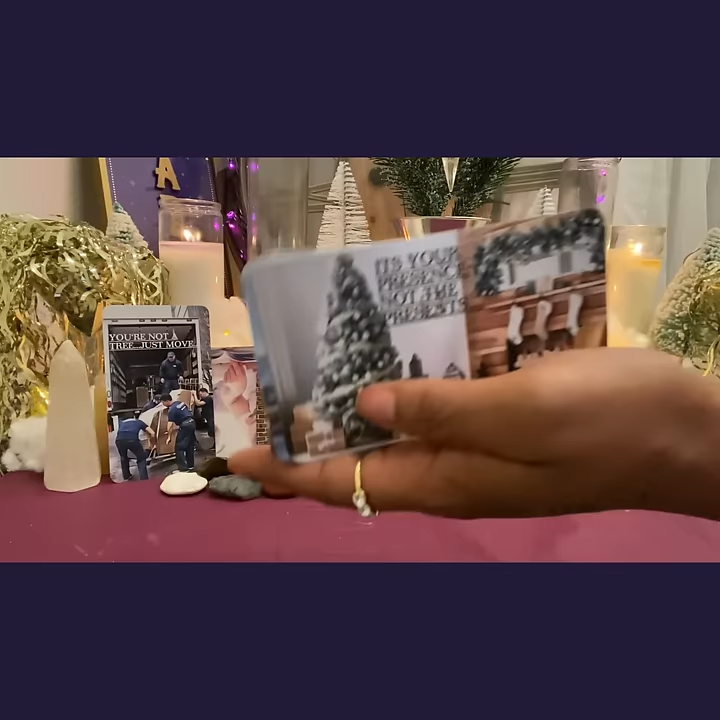 A
YOU'RE NOT A
TREE...JUST MOVE
IT'S YOUR
PRESENCE
NOT THE
PRESENTS